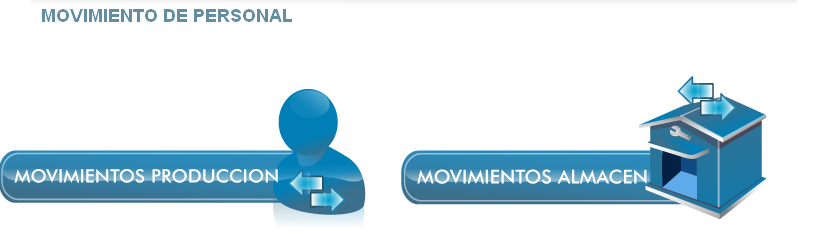 MOVIMIENTO DE PERSONAL
MOVIMIENTOS PRODUCCION
MOVIMIENTOS ALMACEN